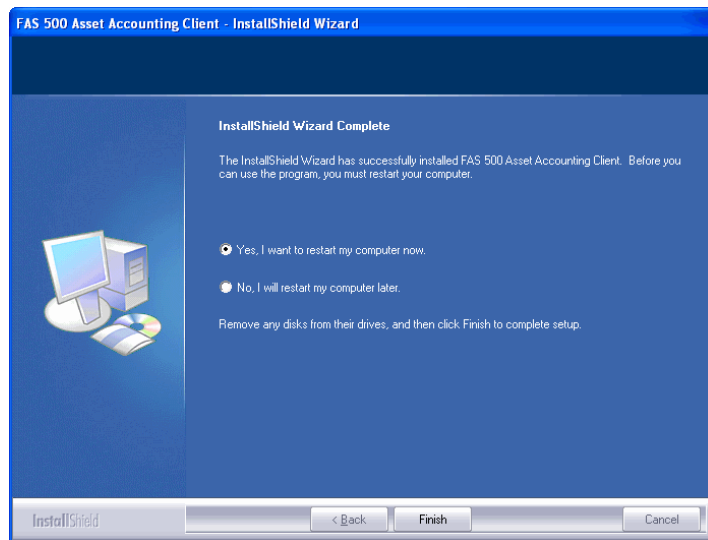 FAS 500 Asset Accounting Client - InstallShield Wizard
InstallShield Wizard Complete
The InstallShield Wizard has successfully installed FAS 500 Asset Accounting Client. Before you
can use the program, you must restart your computer.
Yes, I want to restart my computer now.
No, I will restart my computer later.
Remove any disks from their drives, and then click Finish to complete setup.
InstallShield
< Back
Finish
Cancel